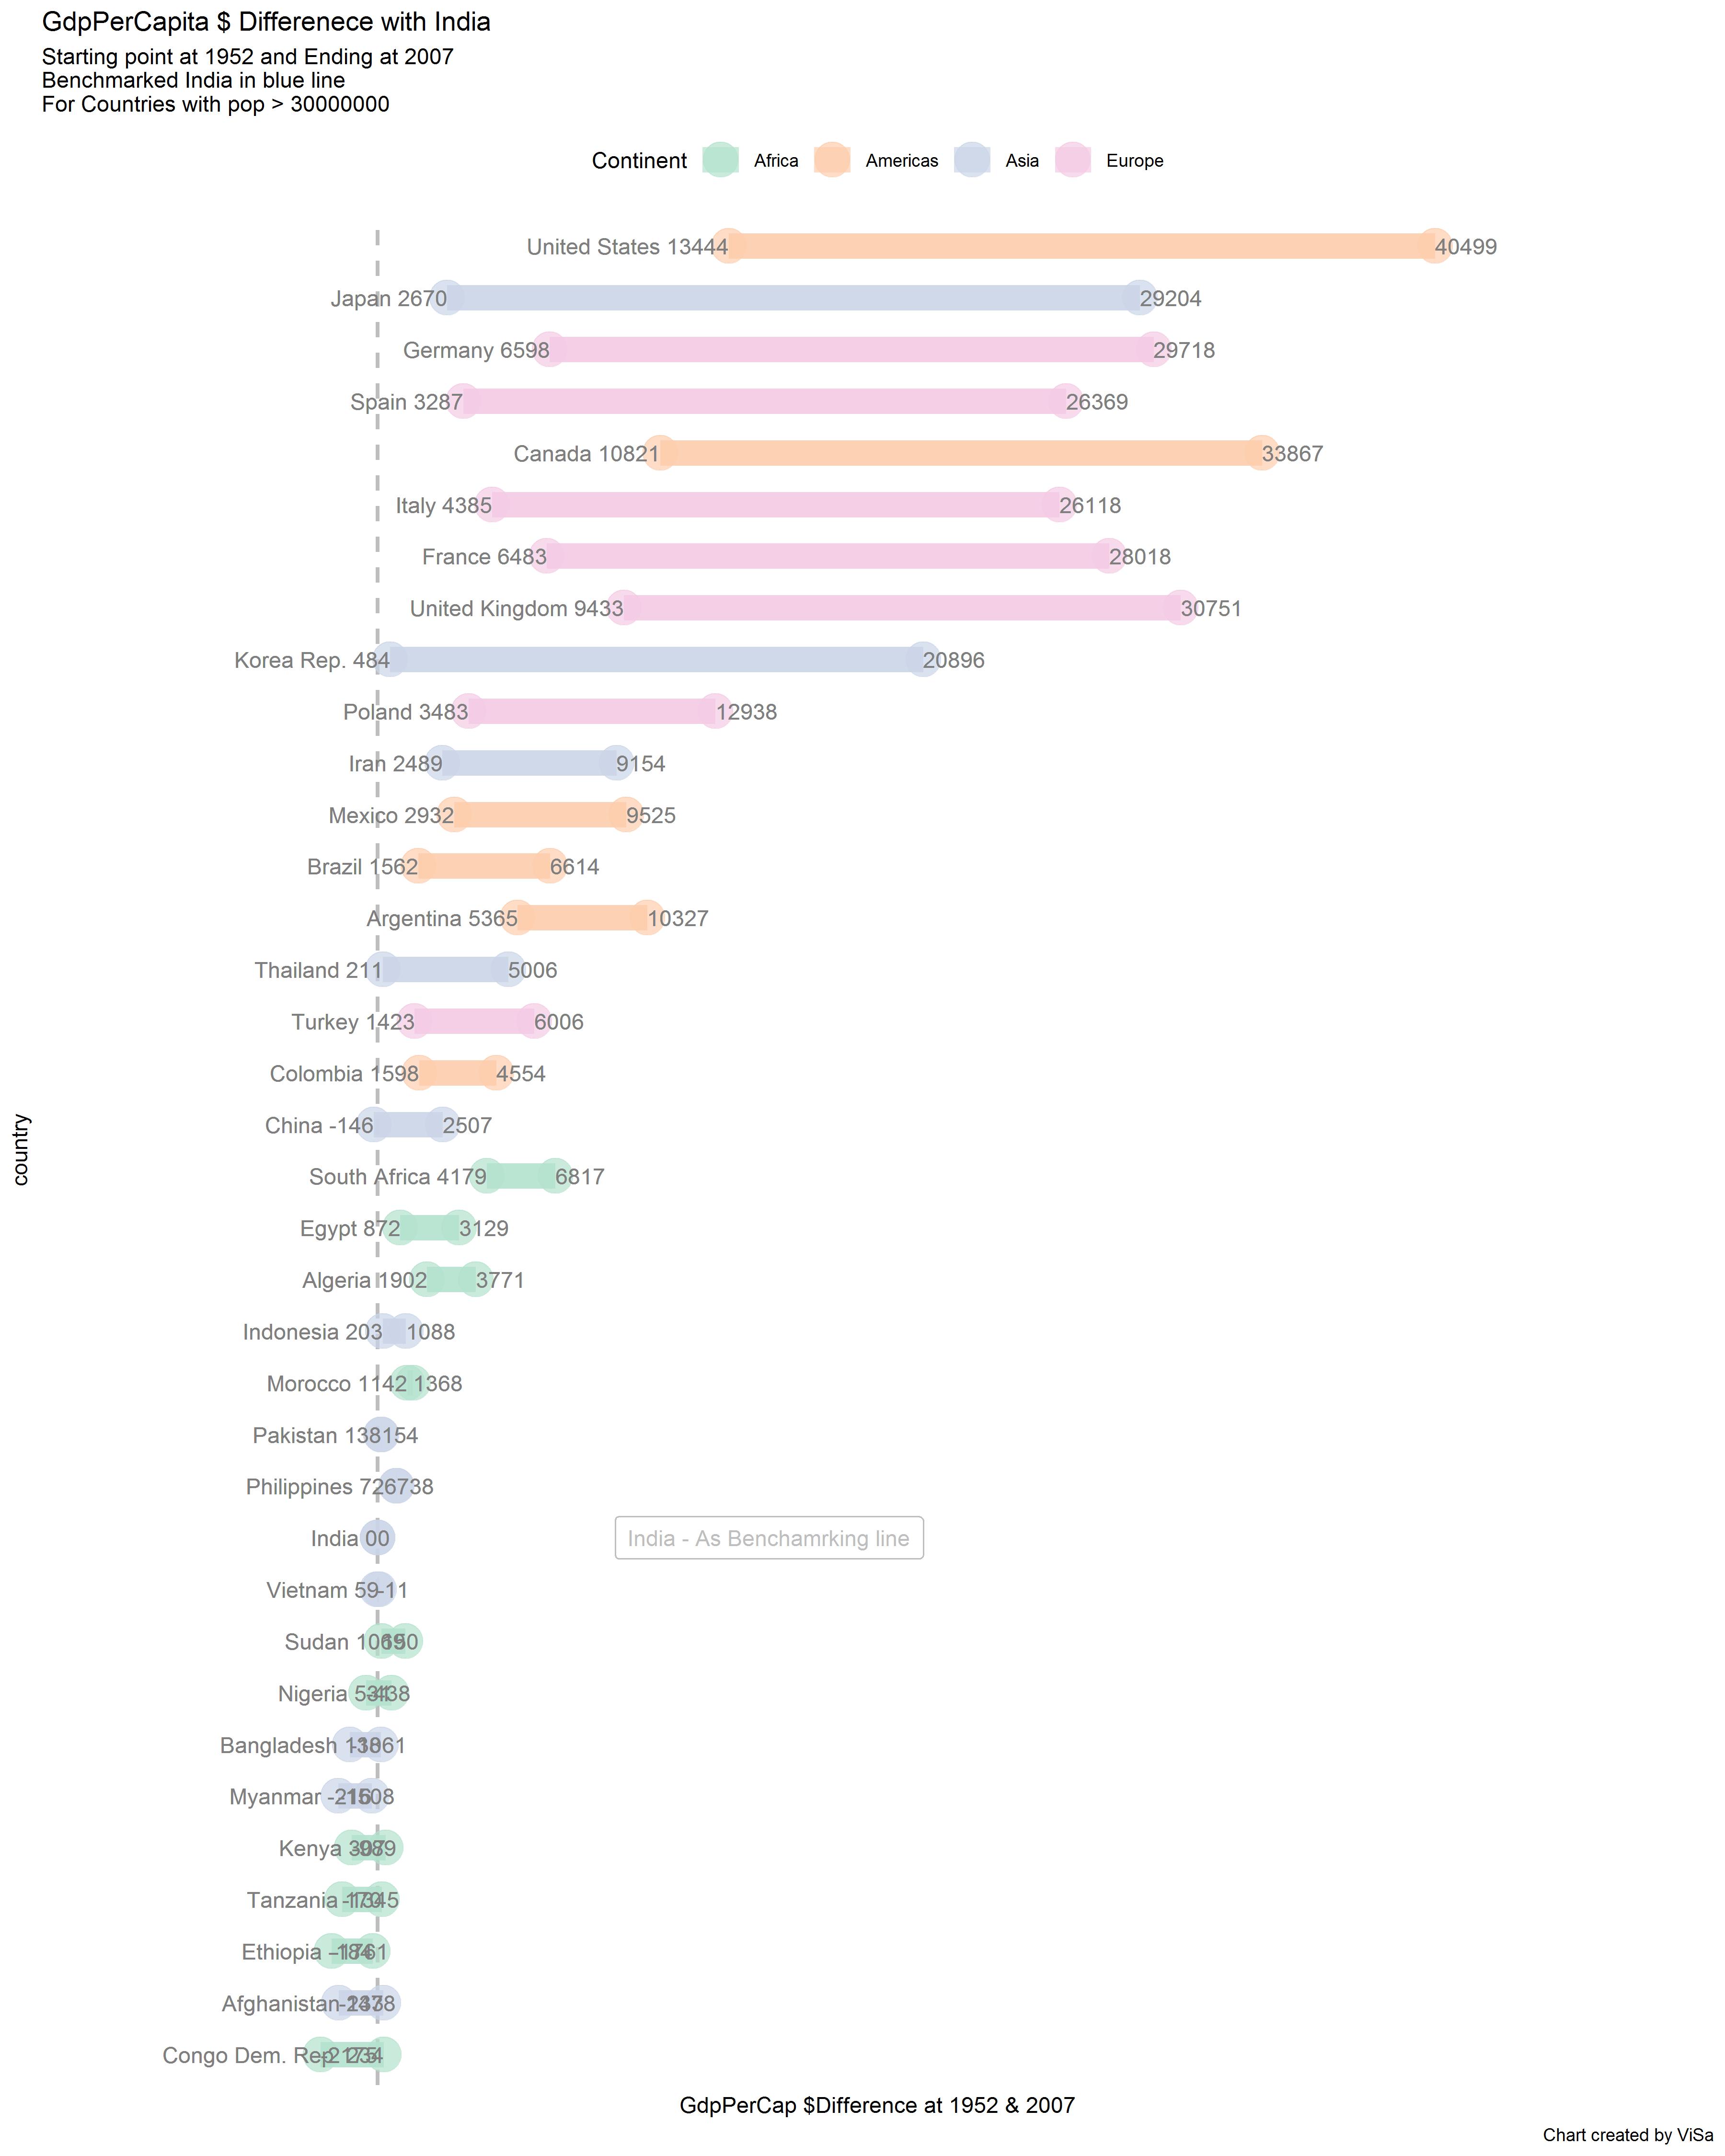 GdpPerCapita $ Differenece with India
Starting point at 1952 and Ending at 2007
Benchmarked India in blue line
For Countries with pop > 30000000
Continent Africa Americas Asia Europe
United States 13444 40499
Japan 2670 29204
Germany 6598 29718
Spain 3287 26369
Canada 10821 33867
Italy 4385 26118
France 6483 28018
United Kingdom 9433 30751
Korea Rep. 484 20896
Poland 3483 12938
Iran 2489 9154
Mexico 2932 9525
Brazil 1562 6614
Argentina 5365 10327
Thailand 211 5006
Turkey 1423 6006
Colombia 1598 4554
China -146 2507
South Africa 4179 6817
Egypt 872 3129
Algeria 1902 3771
Indonesia 203 1088
Morocco 1142 1368
Pakistan 138154
Philippines 726738
India 00
India - As Benchamrking line
Vietnam 59-11
Sudan
Nigeria
Bangladesh
Myanmar
Kenya
Tanzania
Ethiopia
Afghanistan
Congo Dem. Rep.
country
GdpPerCap $Difference at 1952 & 2007
Chart created by ViSa